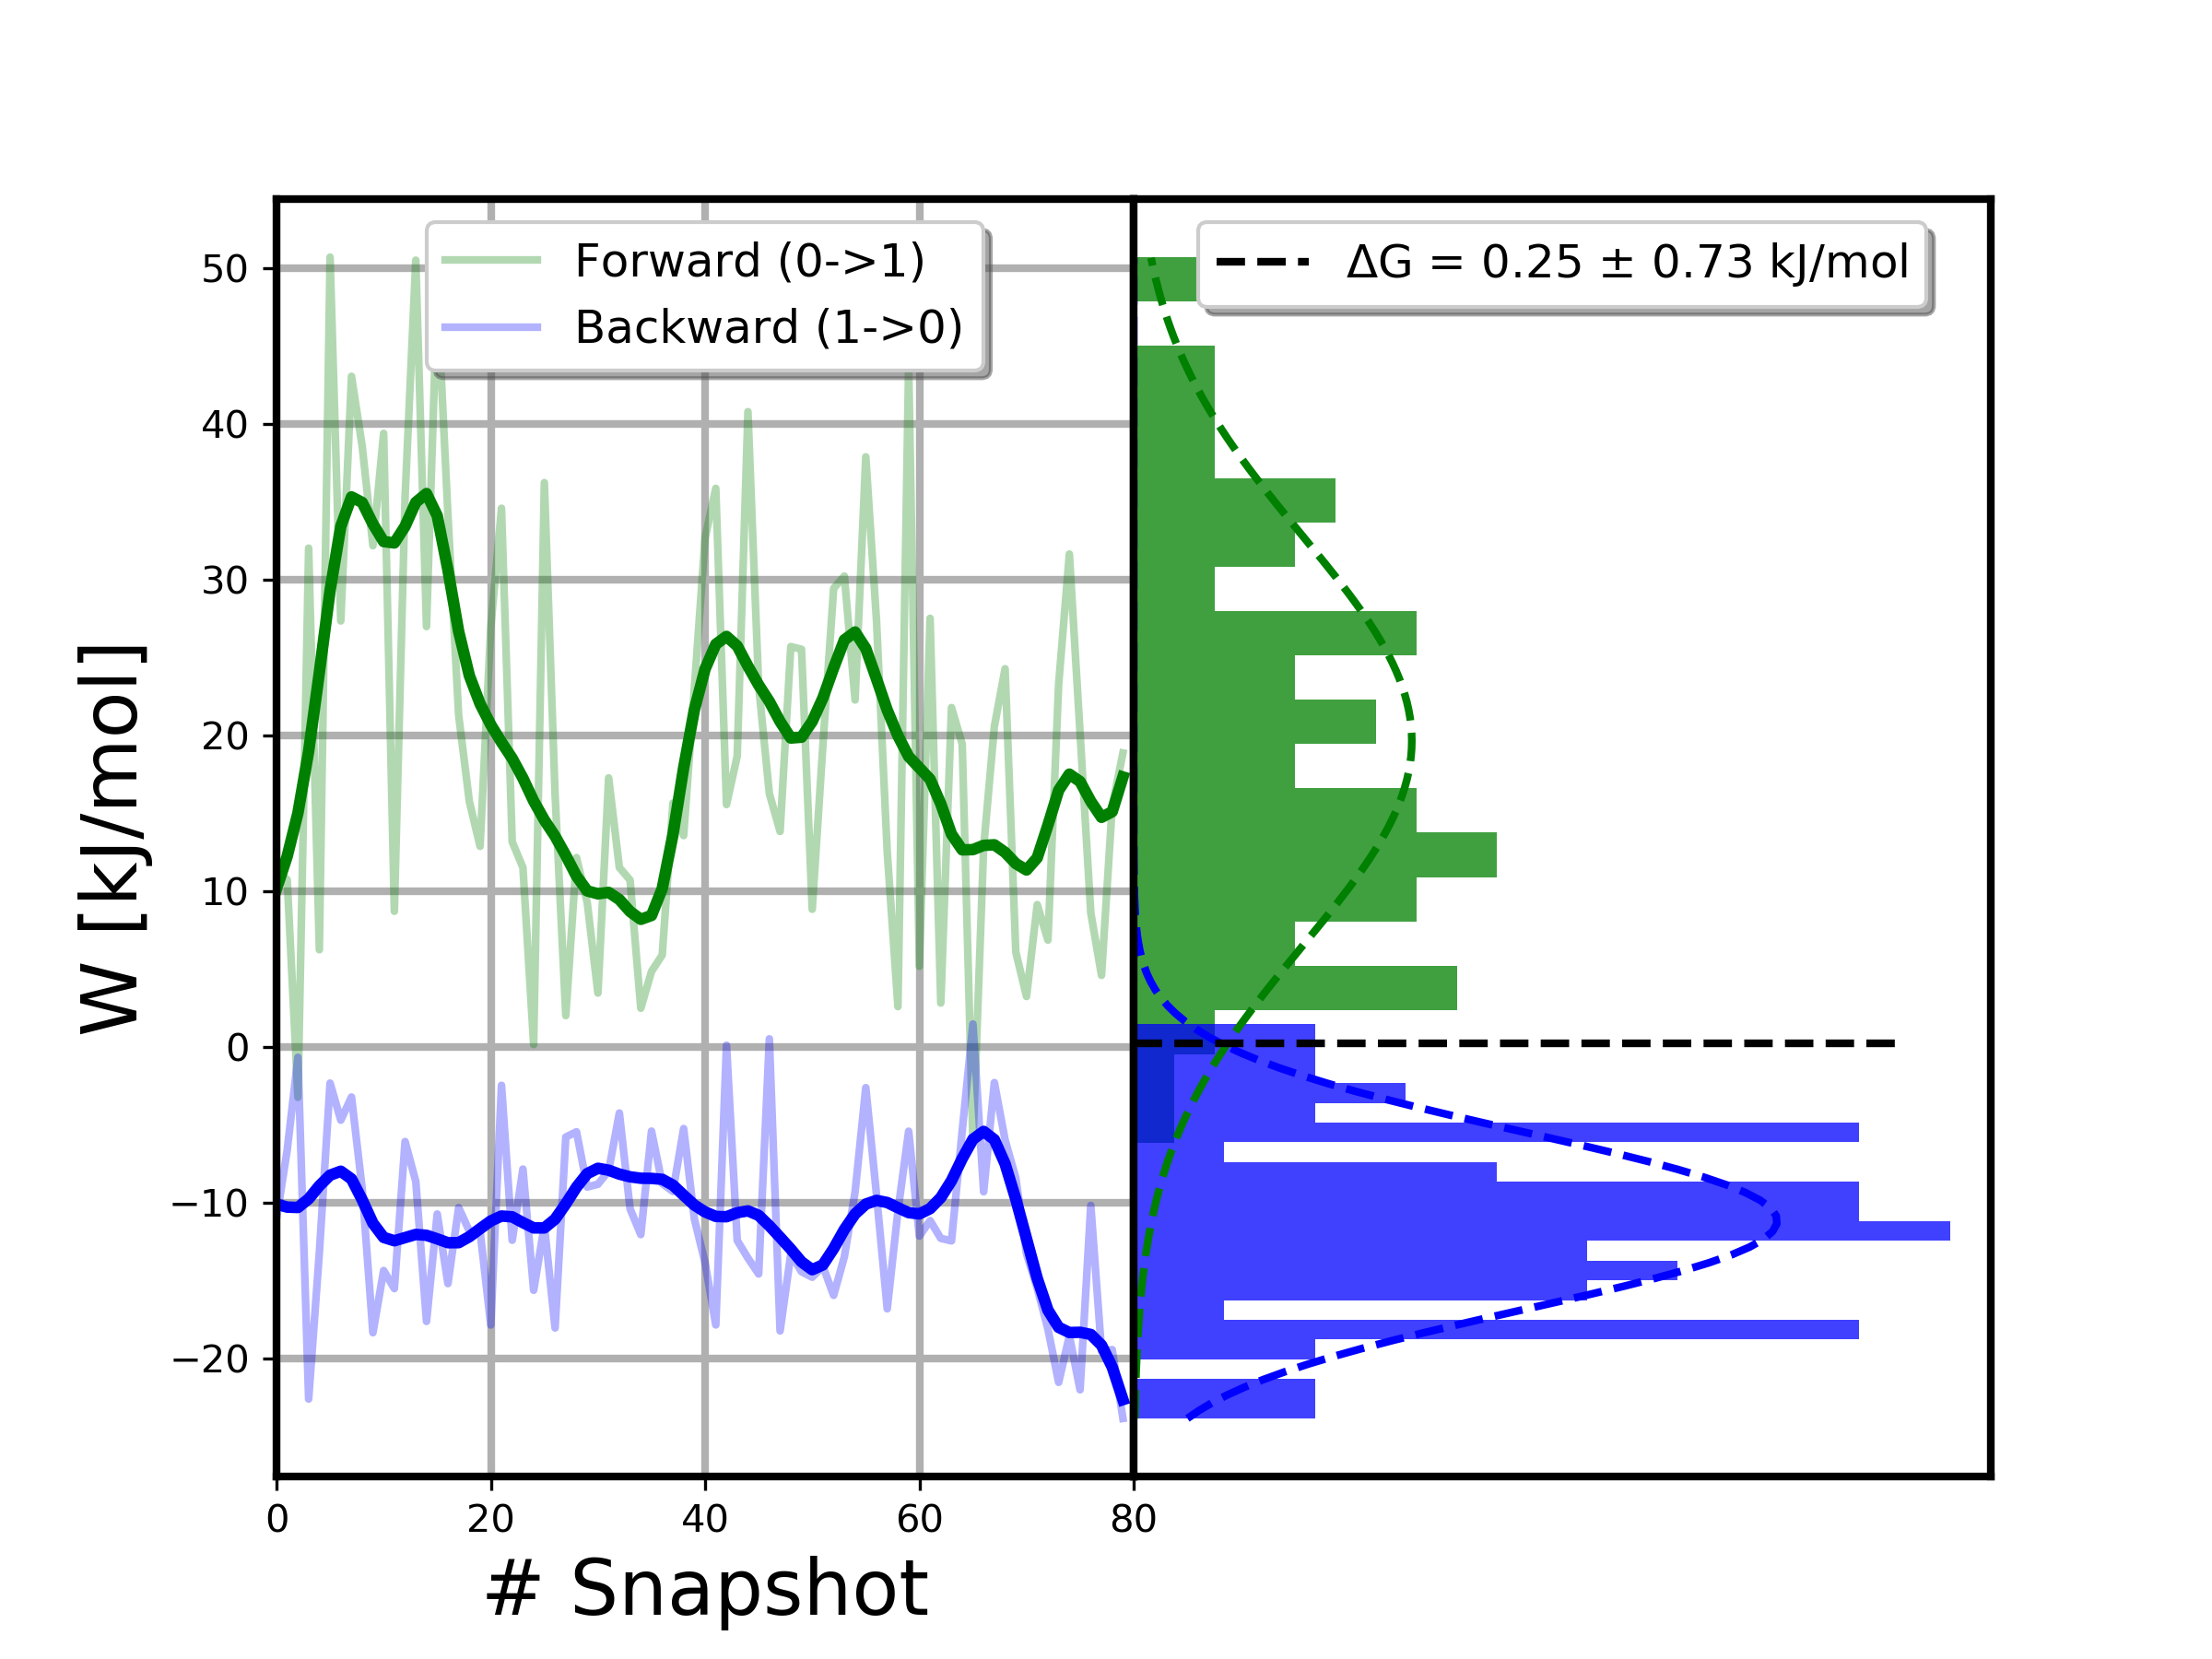 Forward (0->1)
Backward (1->0)
ΔG = 0.25 ± 0.73 kJ/mol
W [kJ/mol]
50
40
30
20
10
0
−10
−20
0 20 40 60 80
# Snapshot